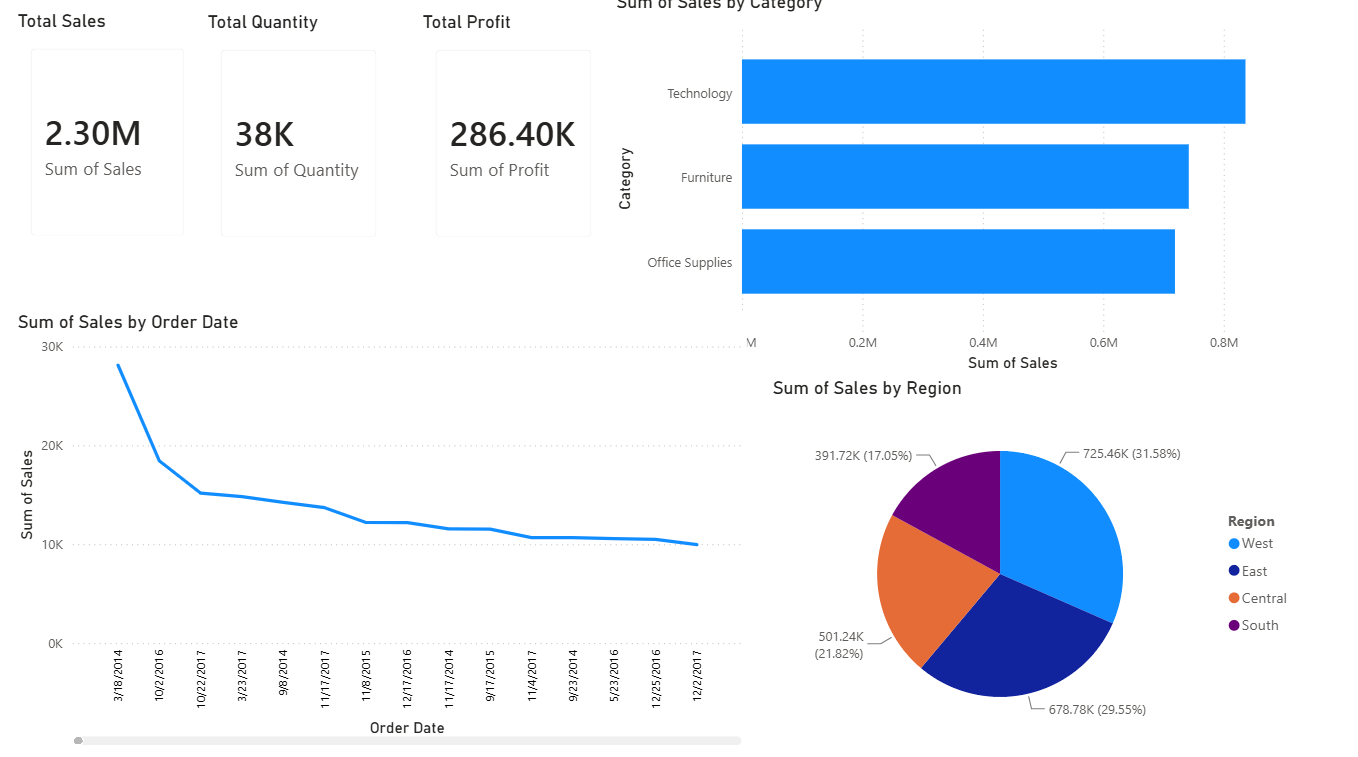 Total Sales
Total Quantity
Total Profit
2.30M
Sum of Sales
38K
Sum of Quantity
286.40K
Sum of Profit
Sum of Sales by Category
Category
Technology
Furniture
Office Supplies
M
0.2M
0.4M
0.6M
0.8M
Sum of Sales
Sum of Sales by Order Date
Sum of Sales
30K
20K
10K
0K
3/18/2014
10/2/2016
10/22/2017
3/23/2017
9/8/2014
11/17/2017
11/8/2015
12/17/2016
11/17/2014
9/17/2015
11/4/2017
9/23/2014
5/23/2016
12/25/2016
12/2/2017
Order Date
Sum of Sales by Region
391.72K (17.05%)
725.46K (31.58%)
501.24K
(21.82%)
678.78K (29.55%)
Region
West
East
Central
South